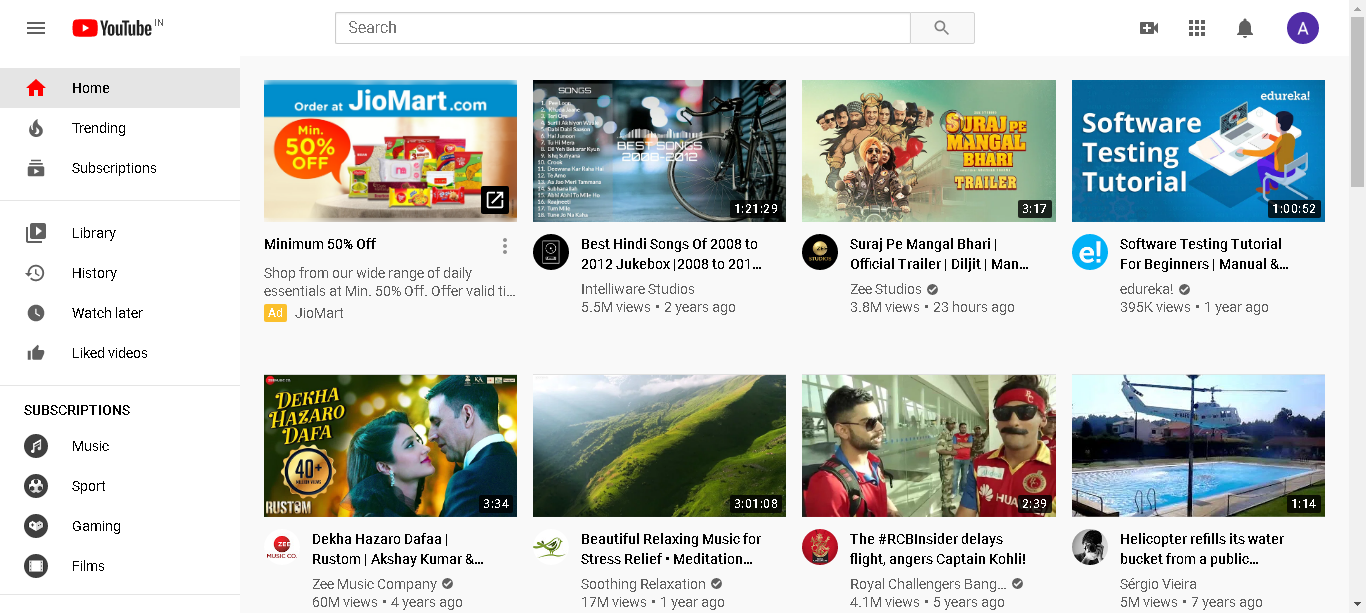 YouTube IN
Search
A
Home
Trending
Subscriptions
Library
History
Watch later
Liked videos
SUBSCRIPTIONS
Music
Sport
Gaming
Films
Order at JioMart.com
Min.
50%
OFF
Minimum 50% Off
Shop from our wide range of daily
essentials at Min. 50% Off. Offer valid ti...
Ad JioMart
SONGS
BEST SONGS
2008-2012
1:21:29
Best Hindi Songs Of 2008 to
2012 Jukebox |2008 to 201...
Intelliware Studios
5.5M views • 2 years ago
SURAJ PE
MANGAL
BHARI
TRAILER
3:17
ZEE
STUDIOS
Suraj Pe Mangal Bhari |
Official Trailer | Diljit | Man...
Zee Studios
3.8M views • 23 hours ago
edureka!
Software
Testing
Tutorial
1:00:52
e!
Software Testing Tutorial
For Beginners | Manual &...
edureka!
395K views • 1 year ago
DEKHA
HAZARO
DAFA
40+
RUSTOM
3:34
ZEE
MUSIC CO.
Dekha Hazaro Dafaa |
Rustom | Akshay Kumar &...
Zee Music Company
60M views • 4 years ago
3:01:08
Beautiful Relaxing Music for
Stress Relief • Meditation...
Soothing Relaxation
17M views • 1 year ago
HUA
2:39
The #RCBInsider delays
flight, angers Captain Kohli!
Royal Challengers Bang...
4.1M views • 5 years ago
1:14
Helicopter refills its water
bucket from a public...
Sérgio Vieira
5M views • 7 years ago